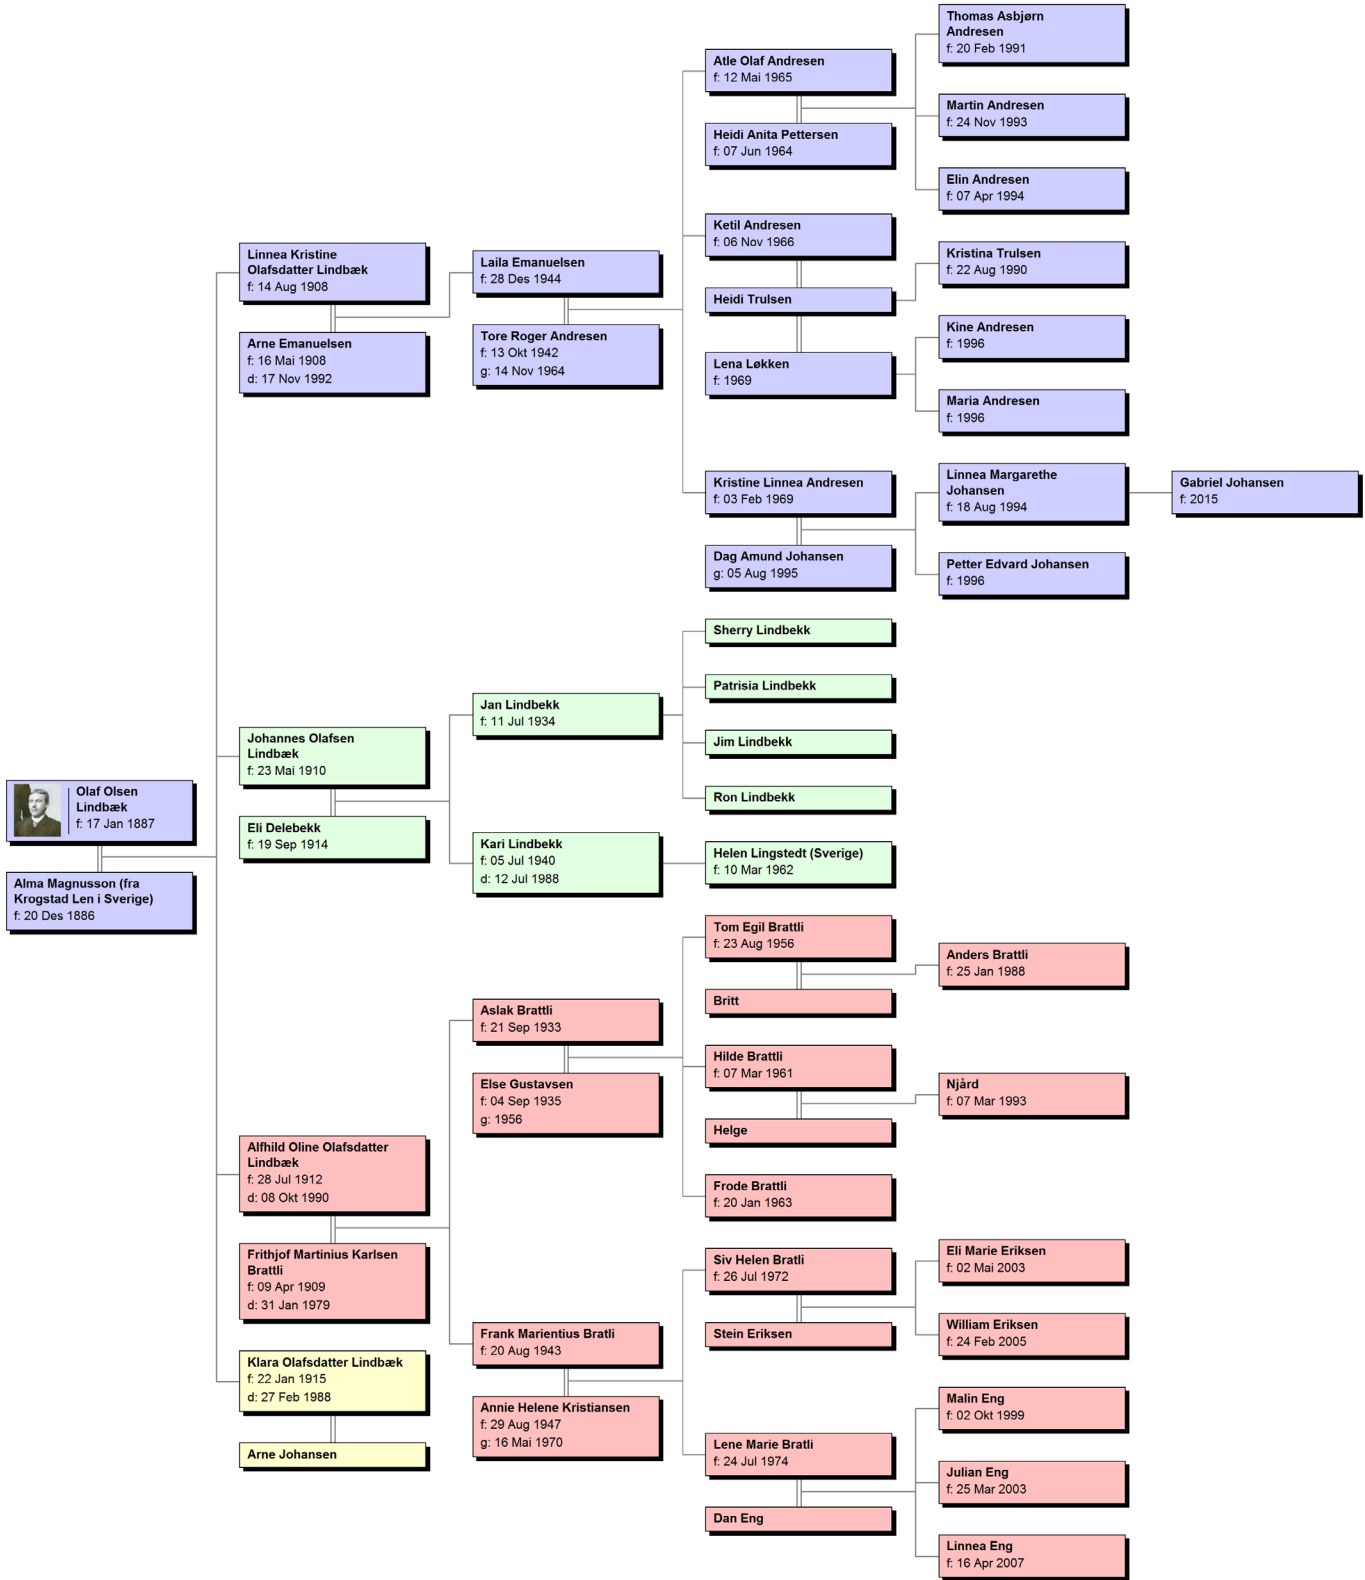 Olaf Olsen
Lindbæk
f: 17 Jan 1887
Alma Magnusson (fra
Krogstad Len i Sverige)
f: 20 Des 1886
Linnea Kristine
Olafsdatter Lindbæk
f: 14 Aug 1908
Arne Emanuelsen
f: 16 Mai 1908
d: 17 Nov 1992
Johannes Olafsen
Lindbæk
f: 23 Mai 1910
Eli Delebekk
f: 19 Sep 1914
Alfhild Oline Olafsdatter
Lindbæk
f: 28 Jul 1912
d: 08 Okt 1990
Frithjof Martinius Karlsen
Brattli
f: 09 Apr 1909
d: 31 Jan 1979
Klara Olafsdatter Lindbæk
f: 22 Jan 1915
d: 27 Feb 1988
Arne Johansen
Laila Emanuelsen
f: 28 Des 1944
Tore Roger Andresen
f: 13 Okt 1942
g: 14 Nov 1964
Jan Lindbekk
f: 11 Jul 1934
Kari Lindbekk
f: 05 Jul 1940
d: 12 Jul 1988
Aslak Brattli
f: 21 Sep 1933
Else Gustavsen
f: 04 Sep 1935
g: 1956
Frank Marientius Bratli
f: 20 Aug 1943
Annie Helene Kristiansen
f: 29 Aug 1947
g: 16 Mai 1970
Atle Olaf Andresen
f: 12 Mai 1965
Heidi Anita Pettersen
f: 07 Jun 1964
Ketil Andresen
f: 06 Nov 1966
Heidi Trulsen
Lena Løkken
f: 1969
Kristine Linnea Andresen
f: 03 Feb 1969
Dag Amund Johansen
g: 05 Aug 1995
Sherry Lindbekk
Patrisia Lindbekk
Jim Lindbekk
Ron Lindbekk
Helen Lingstedt (Sverige)
f: 10 Mar 1962
Tom Egil Brattli
f: 23 Aug 1956
Britt
Hilde Brattli
f: 07 Mar 1961
Helge
Frode Brattli
f: 20 Jan 1963
Siv Helen Bratli
f: 26 Jul 1972
Stein Eriksen
Lene Marie Bratli
f: 24 Jul 1974
Dan Eng
Thomas Asbjørn
Andresen
f: 20 Feb 1991
Martin Andresen
f: 24 Nov 1993
Elin Andresen
f: 07 Apr 1994
Kristina Trulsen
f: 22 Aug 1990
Kine Andresen
f: 1996
Maria Andresen
f: 1996
Linnea Margarethe
Johansen
f: 18 Aug 1994
Petter Edvard Johansen
f: 1996
Anders Brattli
f: 25 Jan 1988
Njård
f: 07 Mar 1993
Eli Marie Eriksen
f: 02 Mai 2003
William Eriksen
f: 24 Feb 2005
Malin Eng
f: 02 Okt 1999
Julian Eng
f: 25 Mar 2003
Linnea Eng
f: 16 Apr 2007
Gabriel Johansen
f: 2015